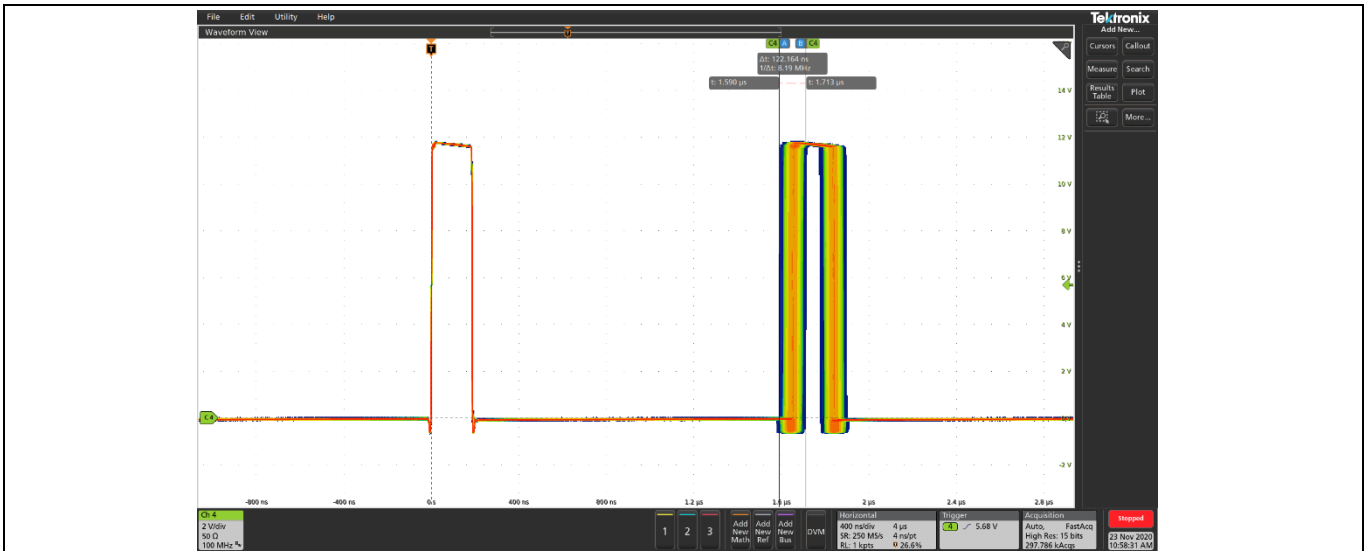 File Edit Utility Help
Tektronix
Waveform View
Add New...
C4 A B C4
Cursors Callout
Δt: 122.164 ns
1/Δt: 8.19 MHz
Measure Search
t: 1.590 µs t: 1.713 µs
Results Table Plot
14 V
More...
12 V
10 V
8 V
6 V
4 V
2 V
C4
-2 V
-800 ns -400 ns 0 s 400 ns 800 ns 1.2 µs 1.6 µs 2 µs 2.4 µs 2.8 µs
Ch 4
2 V/div
50 Ω
100 MHz
1 2 3
Add New Math
Add New Ref
Add New Bus
DVM
Horizontal
400 ns/div 4 µs
SR: 250 MS/s 4 ns/pt
RL: 1 kpts 26.6%
Trigger
4 5.68 V
Acquisition
Auto, FastAcq
High Res: 15 bits
297.786 kAcqs
Stopped
23 Nov 2020
10:58:31 AM